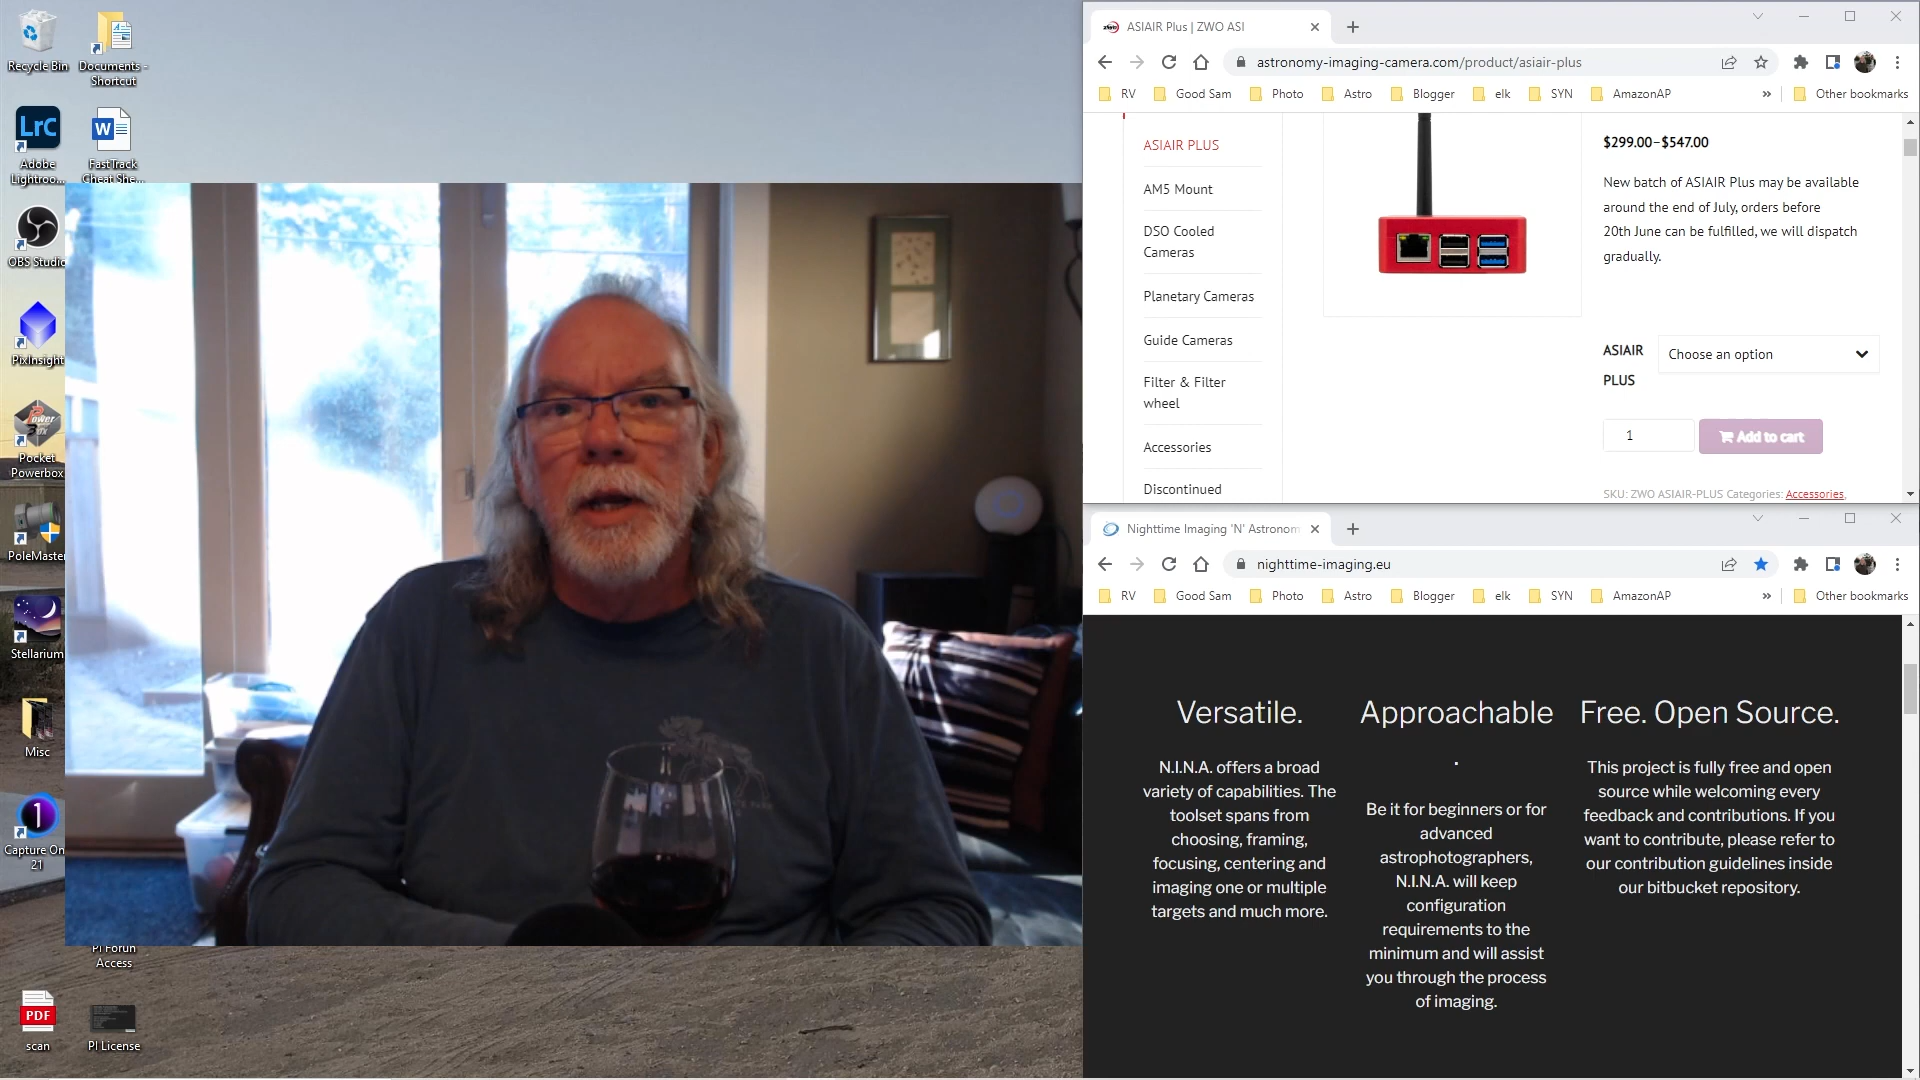 Recycle Bin
Documents -
Shortcut
LrC
Adobe
Lightroo...
W
FastTrack
Cheat She...
OBS Studio
PixInsight
Pocket
Powerbox
PoleMaster
Stellarium
Misc
1
Capture On
21
PI Forun
Access
PDF
scan
PI License
ASIAIR Plus | ZWO ASI
astronomy-imaging-camera.com/product/asiair-plus
RV
Good Sam
Photo
Astro
Blogger
elk
SYN
AmazonAP
»
Other bookmarks
ASIAIR PLUS
AM5 Mount
DSO Cooled
Cameras
Planetary Cameras
Guide Cameras
Filter & Filter
wheel
Accessories
Discontinued
$299.00–$547.00
New batch of ASIAIR Plus may be available
around the end of July, orders before
20th June can be fulfilled, we will dispatch
gradually.
ASIAIR
PLUS
Choose an option
1
Add to cart
SKU: ZWO ASIAIR-PLUS Categories: Accessories,
Nighttime Imaging 'N' Astronom
nighttime-imaging.eu
RV
Good Sam
Photo
Astro
Blogger
elk
SYN
AmazonAP
»
Other bookmarks
Versatile.
N.I.N.A. offers a broad
variety of capabilities. The
toolset spans from
choosing, framing,
focusing, centering and
imaging one or multiple
targets and much more.
Approachable
.
Be it for beginners or for
advanced
astrophotographers,
N.I.N.A. will keep
configuration
requirements to the
minimum and will assist
you through the process
of imaging.
Free. Open Source.
This project is fully free and open
source while welcoming every
feedback and contributions. If you
want to contribute, please refer to
our contribution guidelines inside
our bitbucket repository.